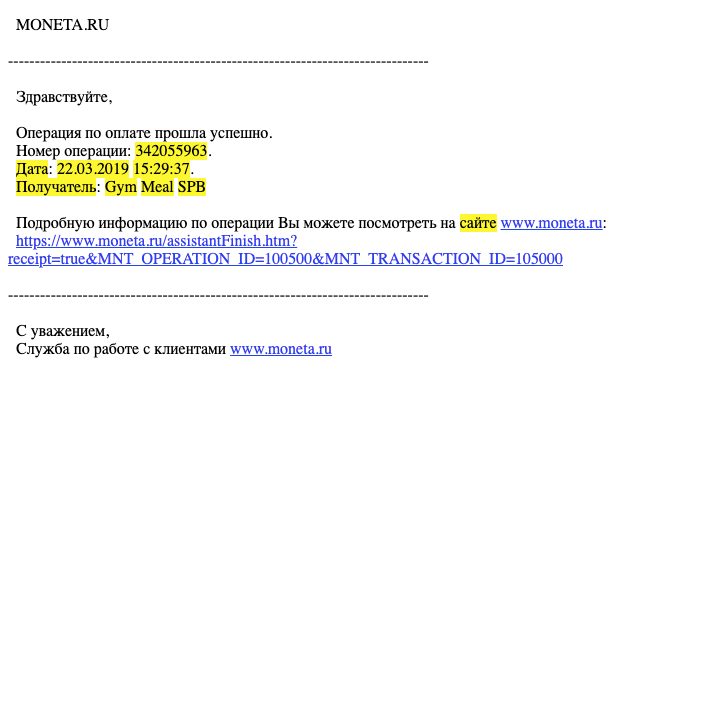 MONETA.RU
--------------------------------------------------------------------------------
Здравствуйте,
Операция по оплате прошла успешно.
Номер операции: 342055963.
Дата: 22.03.2019 15:29:37.
Получатель: Gym Meal SPB
Подробную информацию по операции Вы можете посмотреть на сайте www.moneta.ru:
https://www.moneta.ru/assistantFinish.htm?
receipt=true&MNT_OPERATION_ID=100500&MNT_TRANSACTION_ID=105000
--------------------------------------------------------------------------------
С уважением,
Служба по работе с клиентами www.moneta.ru